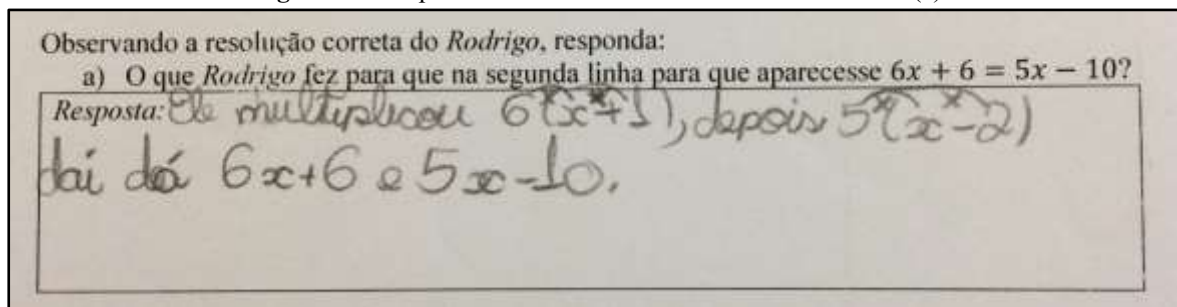 Observando a resolução correta do Rodrigo, responda:
a) O que Rodrigo fez para que na segunda linha para que aparecesse 6x + 6 = 5x − 10?
Resposta: Ele multiplicou 6(x+1), depois 5(x-2)
daí dá 6x+6 e 5x-10.